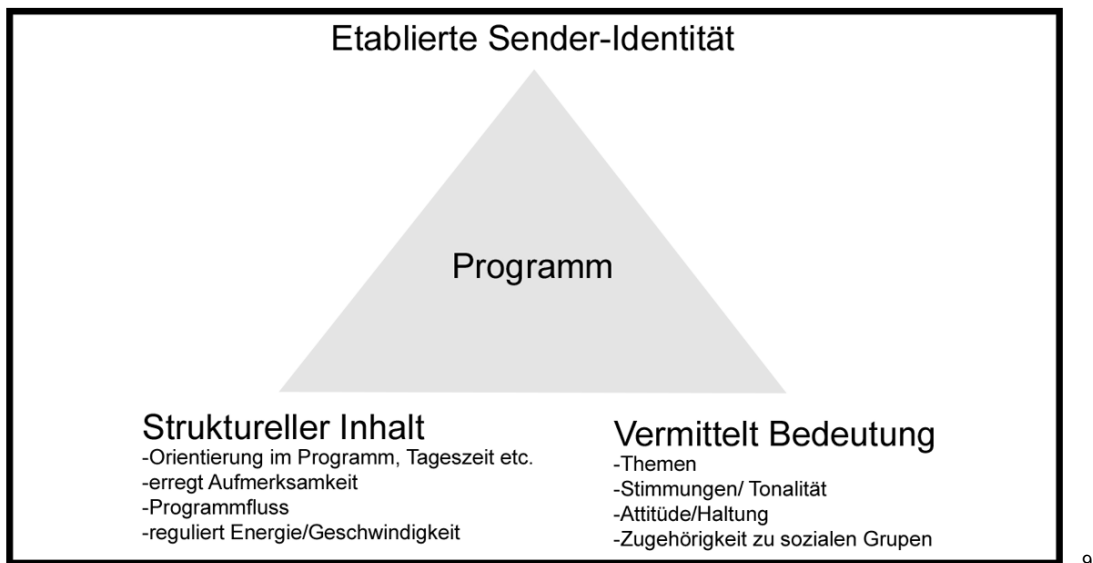 Etablierte Sender-Identität
Programm
Struktureller Inhalt
-Orientierung im Programm, Tageszeit etc.
-erregt Aufmerksamkeit
-Programmfluss
-reguliert Energie/Geschwindigkeit
Vermittelt Bedeutung
-Themen
-Stimmungen/ Tonalität
-Attitüde/Haltung
-Zugehörigkeit zu sozialen Grupen
9